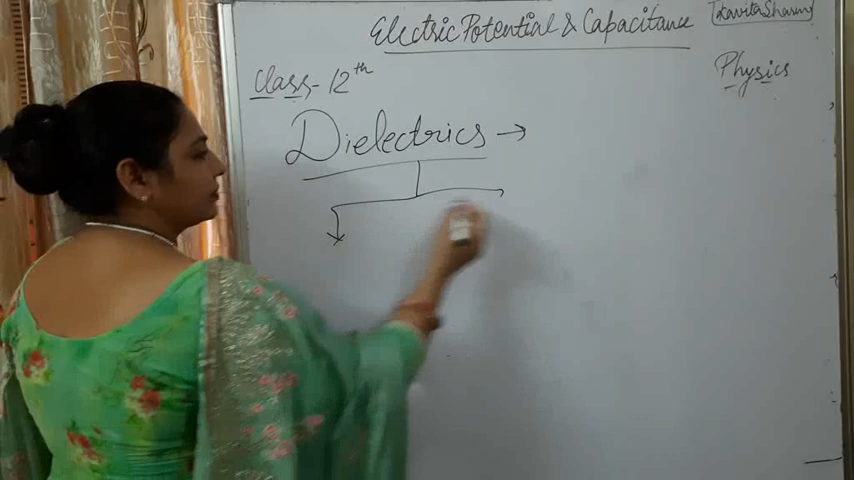 Electric Potential & Capacitance
Kavita Sharma
Class - 12th
Physics
Dielectrics →